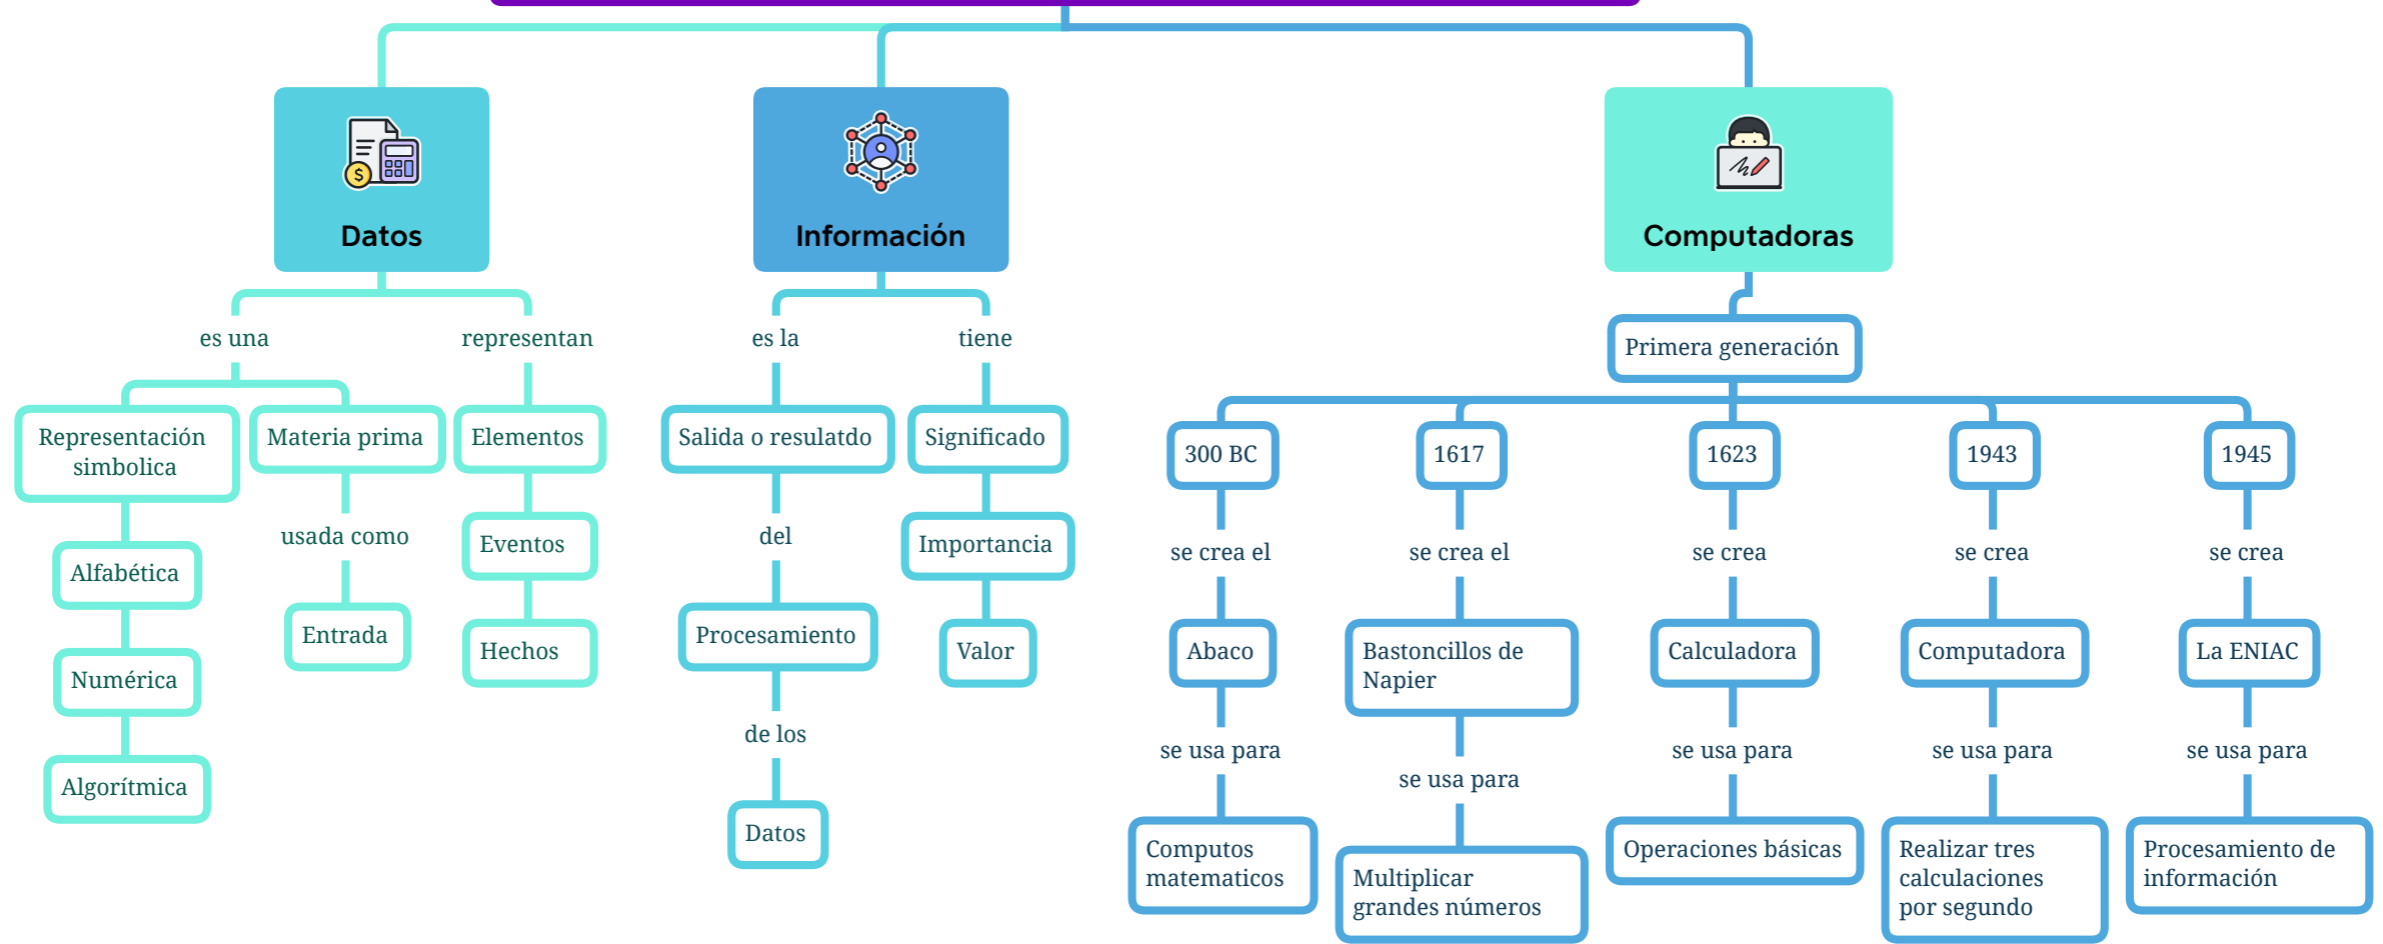 Datos
Información
Computadoras
es una
representan
es la
tiene
Primera generación
Representación
simbolica
Materia prima
Elementos
Salida o resulatdo
Significado
300 BC
1617
1623
1943
1945
usada como
Eventos
del
Importancia
se crea el
se crea el
se crea
se crea
se crea
Alfabética
Entrada
Hechos
Procesamiento
Valor
Abaco
Bastoncillos de
Napier
Calculadora
Computadora
La ENIAC
Numérica
de los
se usa para
se usa para
se usa para
se usa para
se usa para
Algorítmica
Datos
Computos
matematicos
Multiplicar
grandes números
Operaciones básicas
Realizar tres
calculaciones
por segundo
Procesamiento de
información